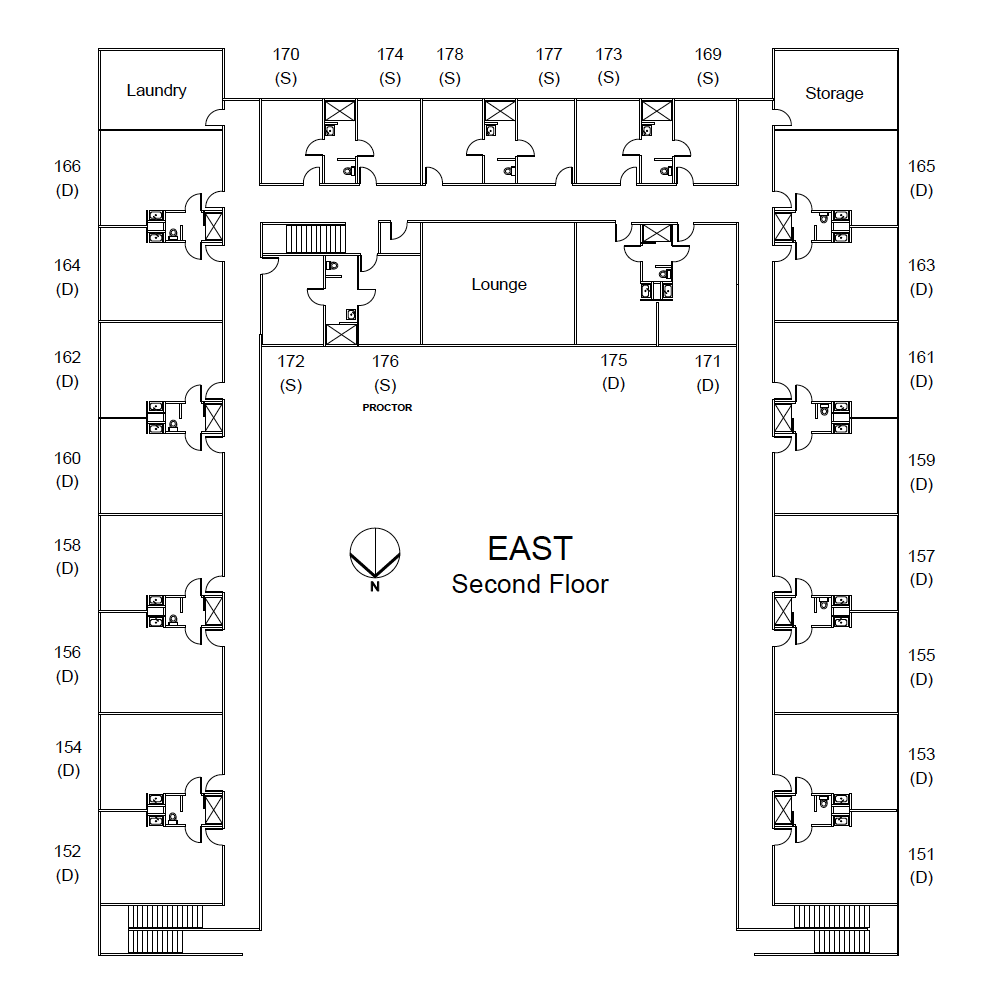 170 174 178 177 173 169
(S) (S) (S) (S) (S) (S)
Laundry
Storage
166
(D)
165
(D)
164
(D)
163
(D)
Lounge
162
(D)
161
(D)
172 176 175 171
(S) (S) (D) (D)
PROCTOR
160
(D)
159
(D)
158
(D)
157
(D)
EAST
Second Floor
N
156
(D)
155
(D)
154
(D)
153
(D)
152
(D)
151
(D)